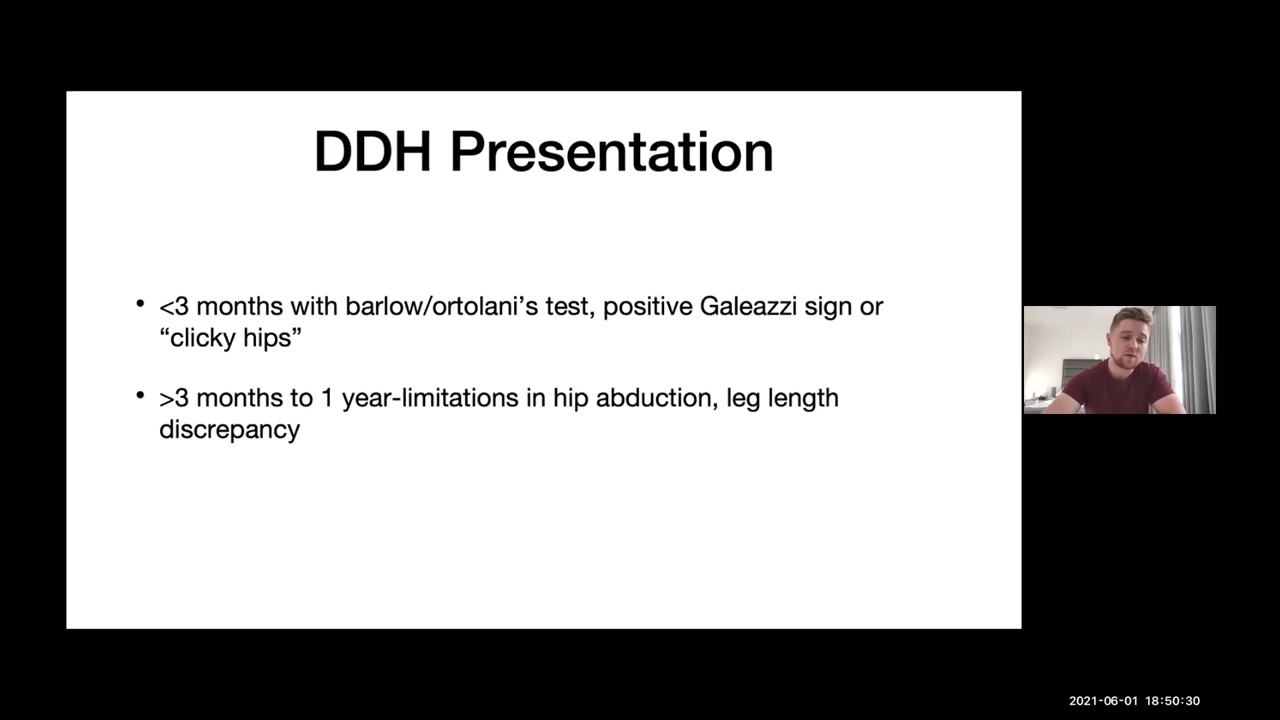 DDH Presentation
• <3 months with barlow/ortolani’s test, positive Galeazzi sign or
“clicky hips”
• >3 months to 1 year-limitations in hip abduction, leg length
discrepancy
2021-06-01 18:50:30